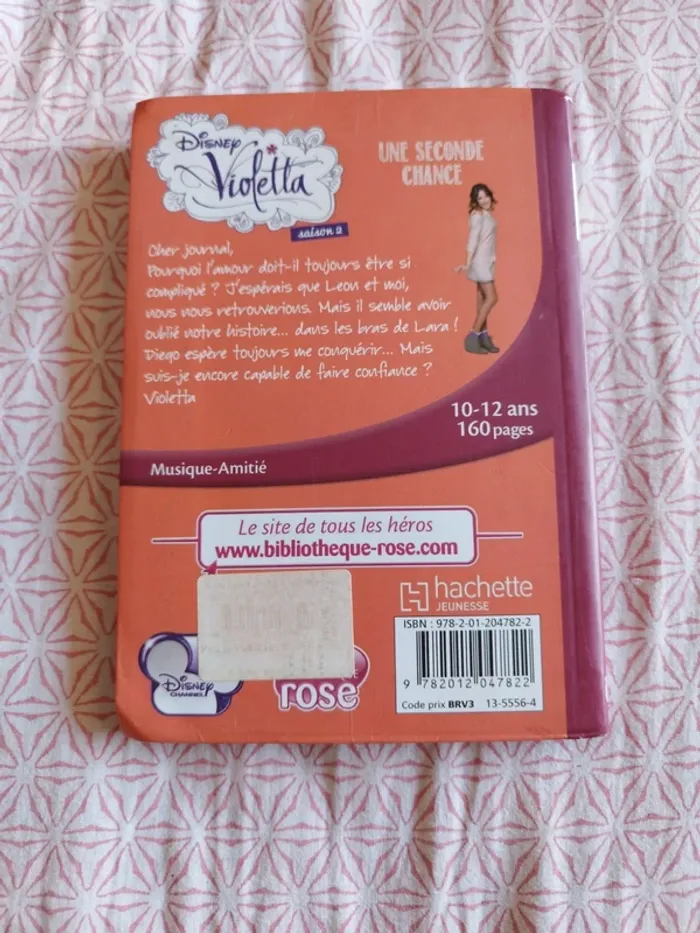 DISNEY
Violetta
saison 2
UNE SECONDE
CHANCE
Cher journal,
Pourquoi l'amour doit-il toujours être si
compliqué ? J'espérais que Leon et moi,
nous nous retrouverions. Mais il semble avoir
oublié notre histoire... dans les bras de Lara !
Diego espère toujours me conquérir... Mais
suis-je encore capable de faire confiance ?
Violetta
10-12 ans
160 pages
Musique-Amitié
Le site de tous les héros
www.bibliotheque-rose.com
hachette
JEUNESSE
ISBN : 978-2-01-204782-2
9 782012 047822
Code prix BRV3 13-5556-4
Disney
CHANNEL
rose